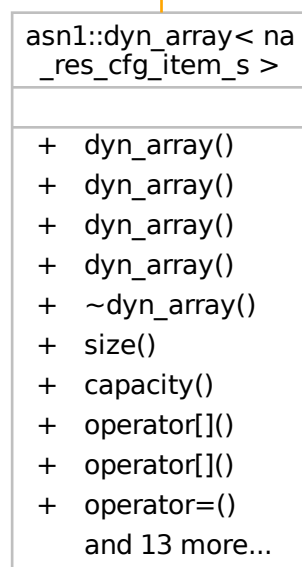 asn1::dyn_array< na
_res_cfg_item_s >
+ dyn_array()
+ dyn_array()
+ dyn_array()
+ dyn_array()
+ ~dyn_array()
+ size()
+ capacity()
+ operator[]()
+ operator[]()
+ operator=()
and 13 more...